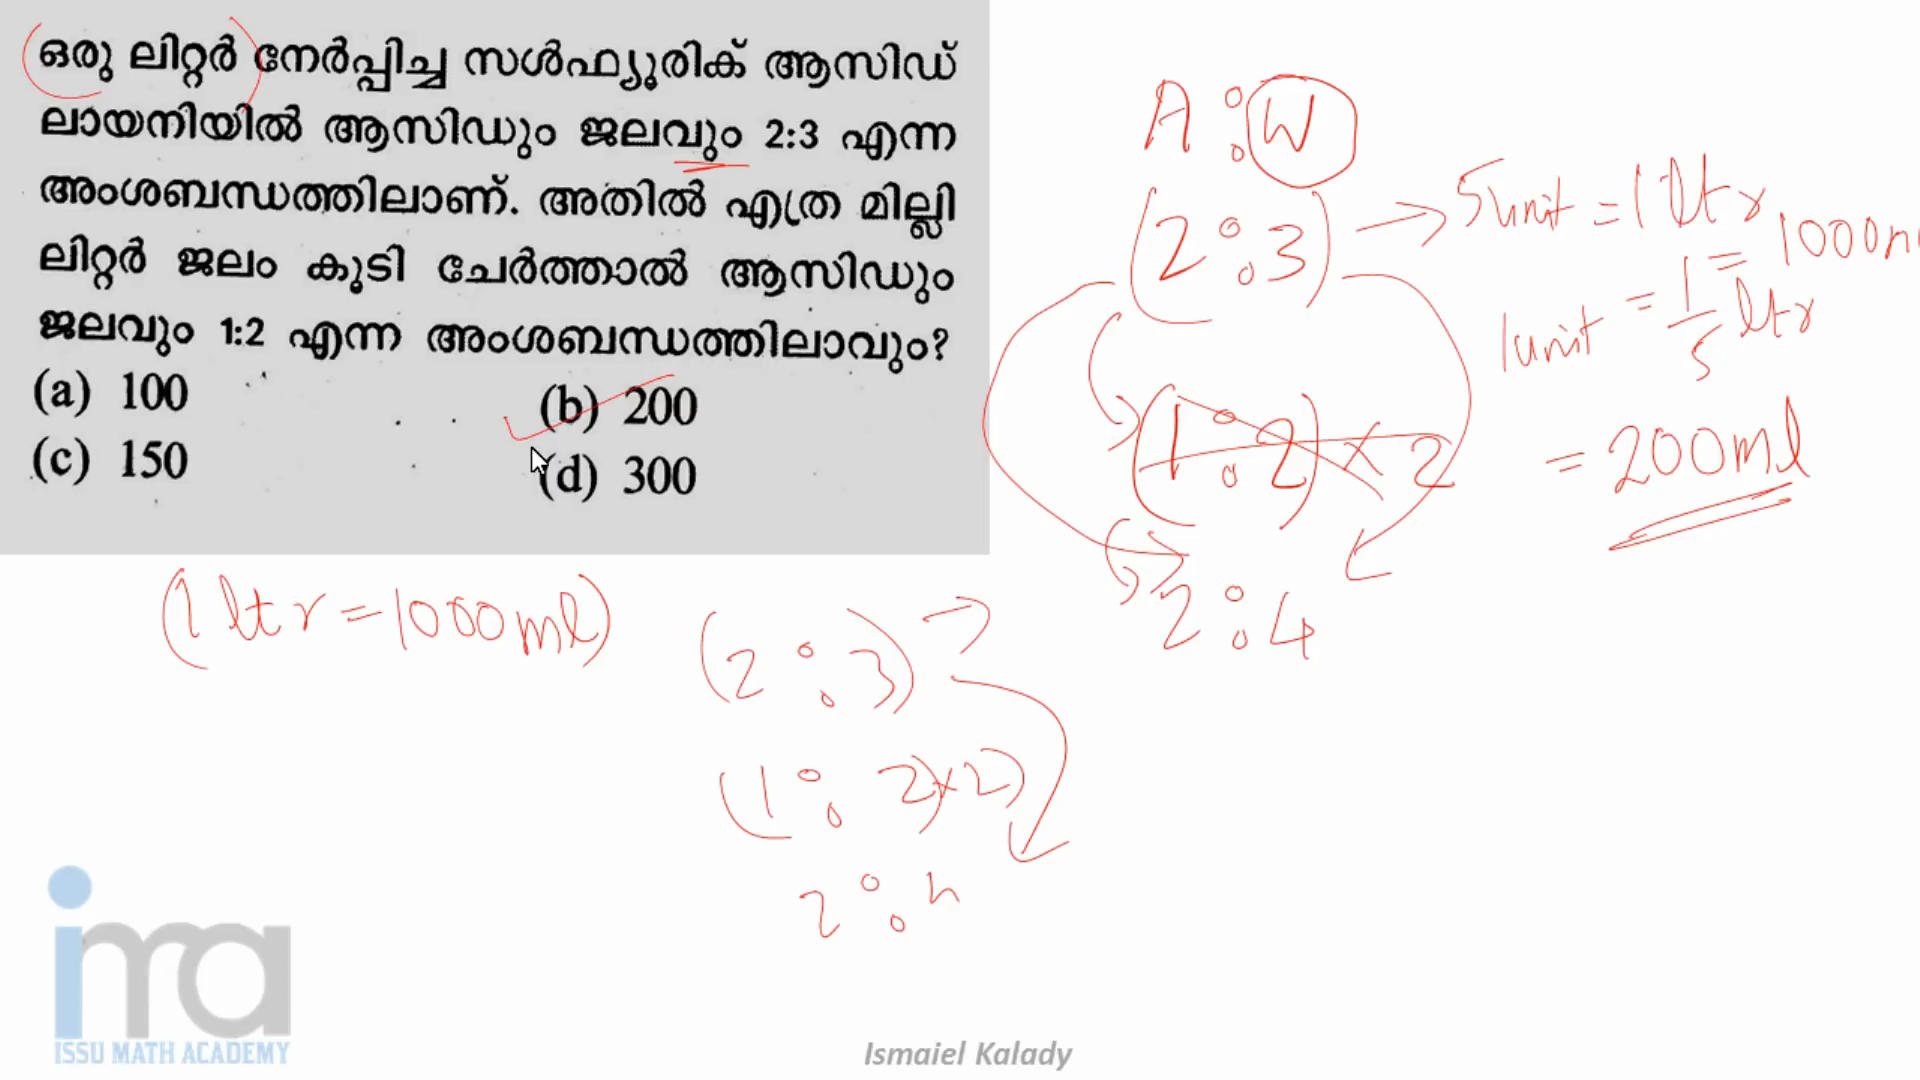 ഒരു ലിറ്റർ നേർപ്പിച്ച സൾഫ്യൂരിക് ആസിഡ്
ലായനിയിൽ ആസിഡും ജലവും 2:3 എന്ന
അംശബന്ധത്തിലാണ്. അതിൽ എത്ര മില്ലി
ലിറ്റർ ജലം കൂടി ചേർത്താൽ ആസിഡും
ജലവും 1:2 എന്ന അംശബന്ധത്തിലാവും?
(a) 100 (b) 200
(c) 150 (d) 300
A : W
(2 : 3) → 5 unit = 1 ltr
= 1000m
1 unit = 1/5 ltr
(1 : 2) × 2
= 200ml
2 : 4
(1 ltr = 1000ml)
(2 : 3) →
(1 : 2) × 2)
2 : 4
ima
ISSU MATH ACADEMY
Ismaiel Kalady